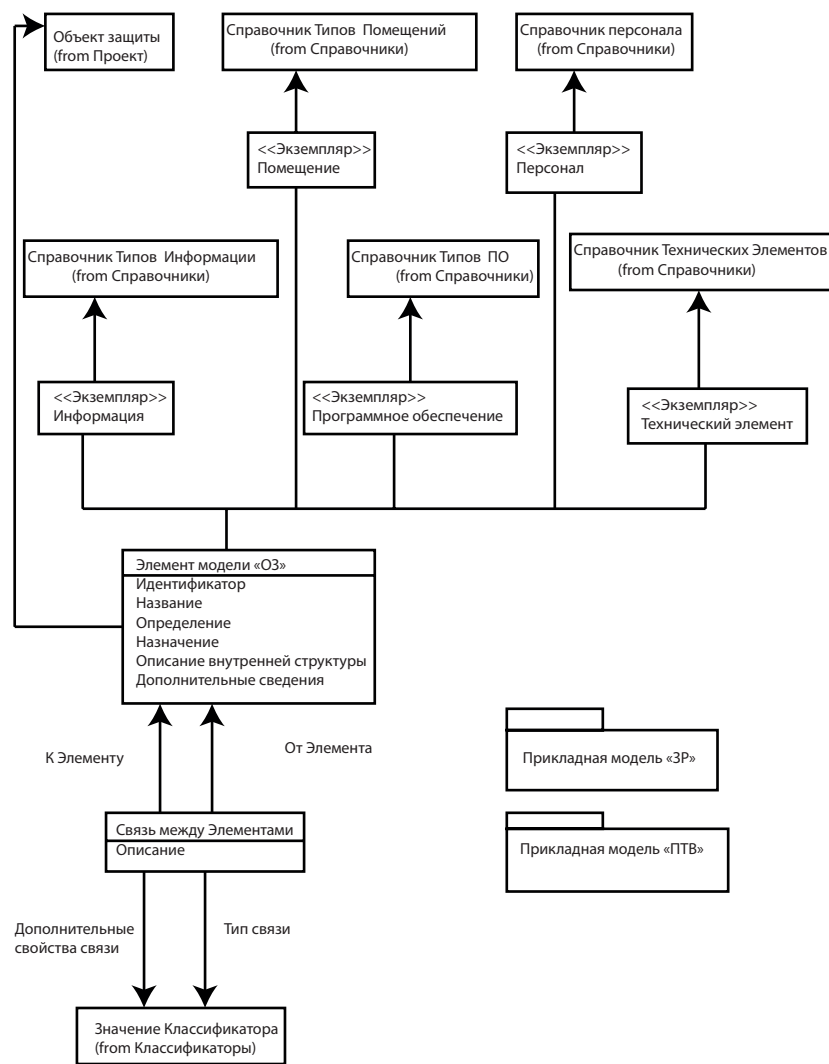 Объект защиты
(from Проект)
Справочник Типов Помещений
(from Справочники)
Справочник персонала
(from Справочники)
<<Экземпляр>>
Помещение
<<Экземпляр>>
Персонал
Справочник Типов Информации
(from Справочники)
Справочник Типов ПО
(from Справочники)
Справочник Технических Элементов
(from Справочники)
<<Экземпляр>>
Информация
<<Экземпляр>>
Программное обеспечение
<<Экземпляр>>
Технический элемент
Элемент модели «ОЗ»
Идентификатор
Название
Определение
Назначение
Описание внутренней структуры
Дополнительные сведения
К Элементу
От Элемента
Прикладная модель «ЗР»
Связь между Элементами
Описание
Прикладная модель «ПТВ»
Дополнительные
свойства связи
Тип связи
Значение Классификатора
(from Классификаторы)